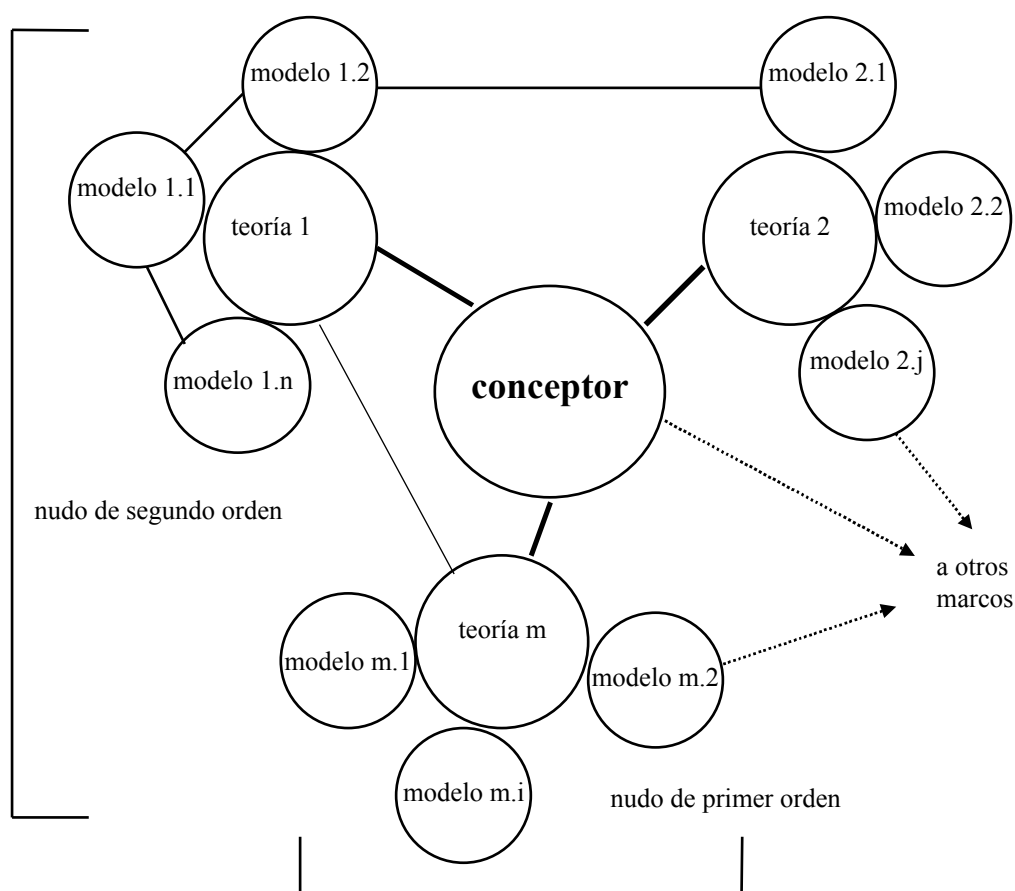 modelo 1.2
modelo 2.1
modelo 1.1
modelo 2.2
teoría 1
teoría 2
modelo 2.j
modelo 1.n
conceptor
nudo de segundo orden
a otros
marcos
teoría m
modelo m.1
modelo m.2
modelo m.i
nudo de primer orden